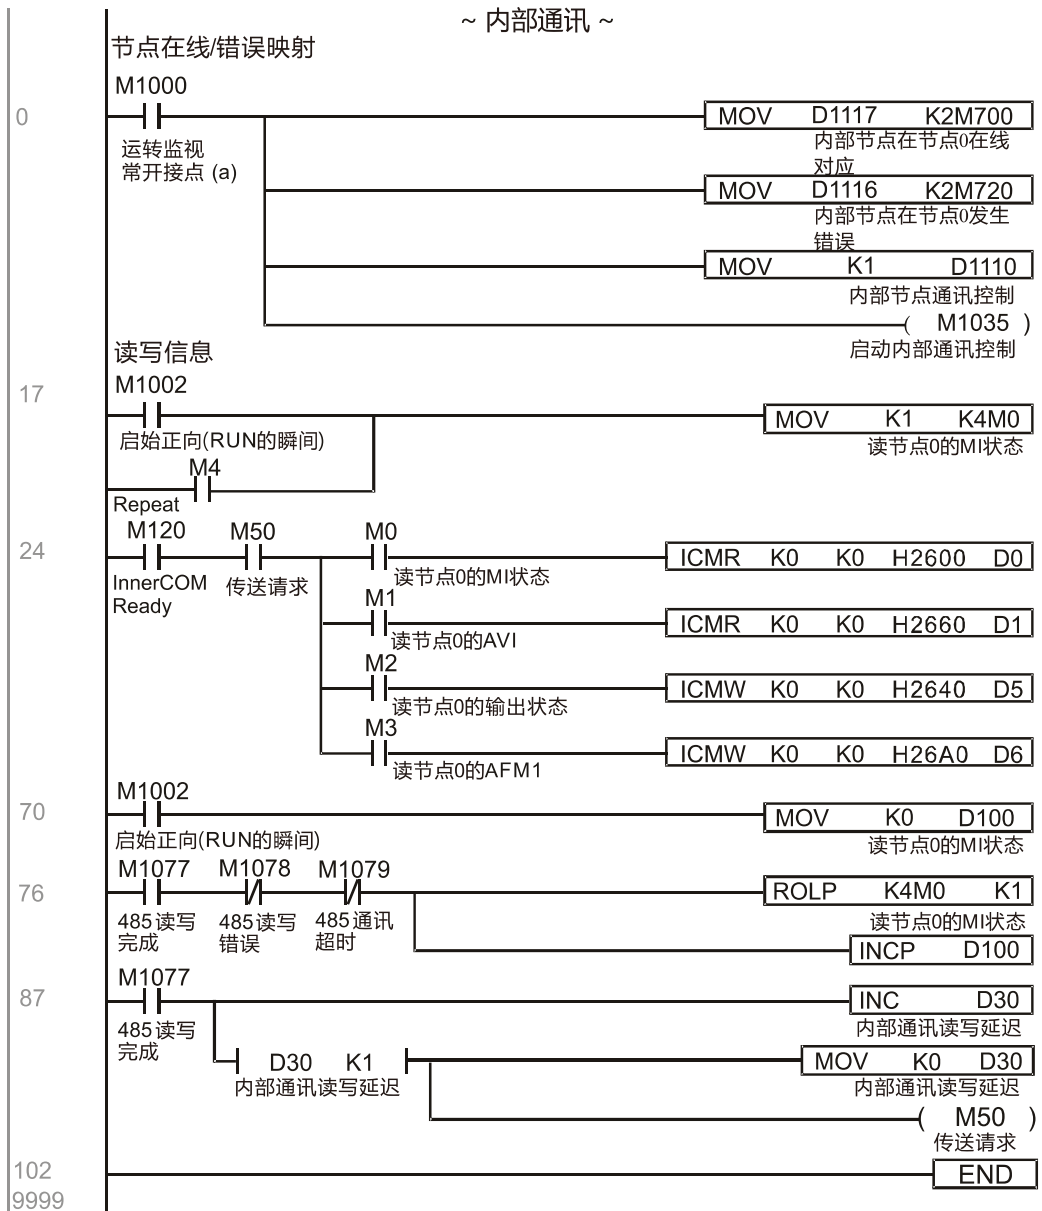 ~ 内部通讯 ~
节点在线/错误映射
M1000
0
MOV D1117 K2M700
运转监视
常开接点 (a)
内部节点在节点0在线
对应
MOV D1116 K2M720
内部节点在节点0发生
错误
MOV K1 D1110
内部节点通讯控制
( M1035 )
启动内部通讯控制
读写信息
M1002
17
MOV K1 K4M0
启始正向(RUN的瞬间)
读节点0的MI状态
M4
Repeat
M120 M50 M0
24
ICMR K0 K0 H2600 D0
InnerCOM
Ready
传送请求
读节点0的MI状态
M1
ICMR K0 K0 H2660 D1
读节点0的AVI
M2
ICMW K0 K0 H2640 D5
读节点0的输出状态
M3
ICMW K0 K0 H26A0 D6
读节点0的AFM1
M1002
70
MOV K0 D100
启始正向(RUN的瞬间)
读节点0的MI状态
M1077 M1078 M1079
76
ROLP K4M0 K1
485读写
完成
485读写
错误
485通讯
超时
读节点0的MI状态
INCP D100
M1077
87
INC D30
485读写
完成
内部通讯读写延迟
D30 K1
MOV K0 D30
内部通讯读写延迟
内部通讯读写延迟
( M50 )
传送请求
102
END
9999